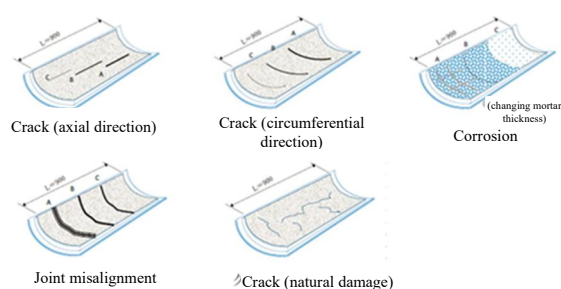 L=900
C
B
A
Crack (axial direction)
L=900
C
B
A
Crack (circumferential
direction)
L=900
A
B
C
(changing mortar
thickness)
Corrosion
L=900
A
B
C
Joint misalignment
L=900
Crack (natural damage)